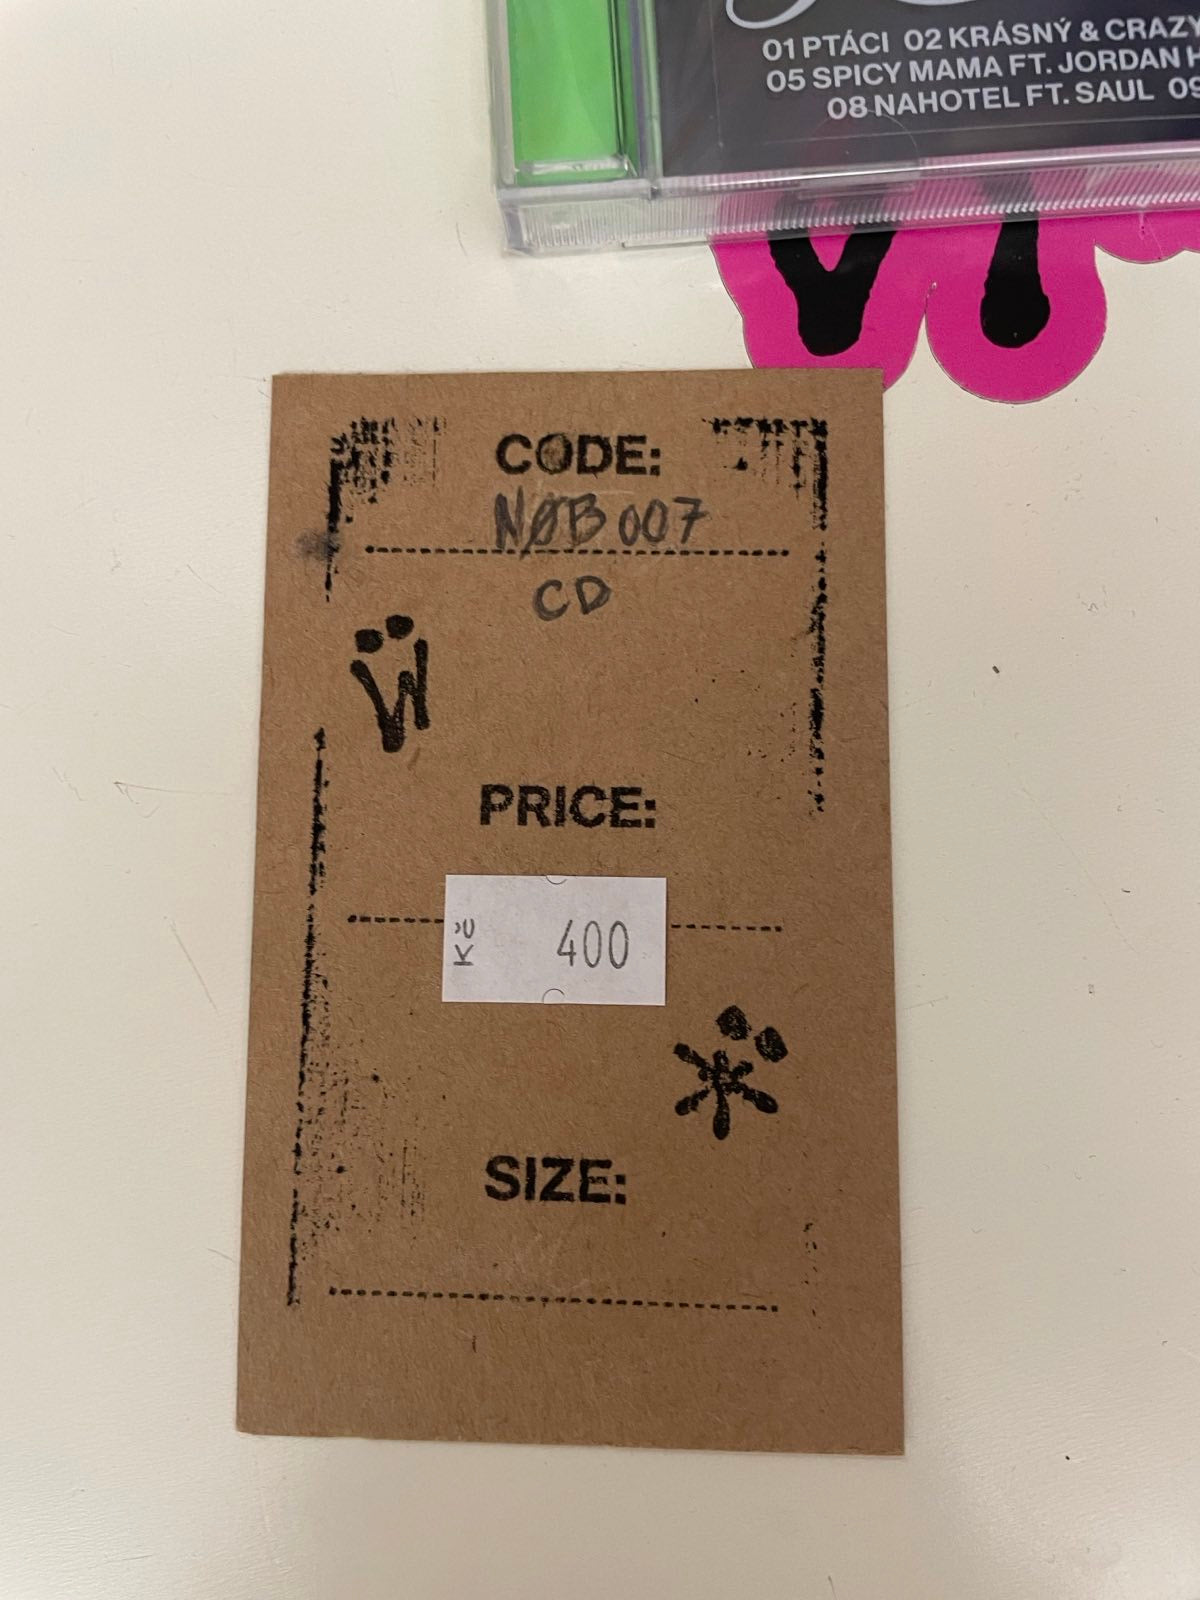 01 PTÁCI 02 KRÁSNÝ & CRAZY
05 SPICY MAMA FT. JORDAN H
08 NAHOTEL FT. SAUL 09
CODE:
NØB007
CD
PRICE:
Kč 400
SIZE: